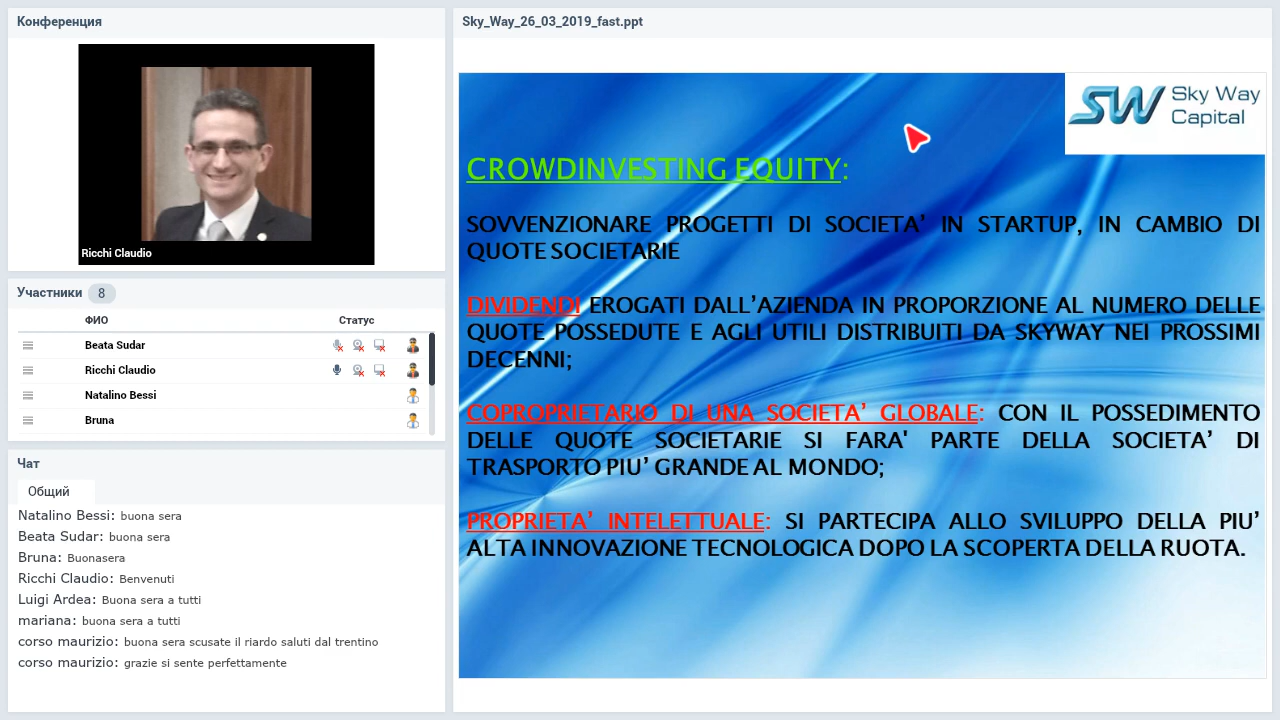 Конференция
Ricchi Claudio
Участники 8
ФИО Статус
Beata Sudar
Ricchi Claudio
Natalino Bessi
Bruna
Чат
Общий
Natalino Bessi: buona sera
Beata Sudar: buona sera
Bruna: Buonasera
Ricchi Claudio: Benvenuti
Luigi Ardea: Buona sera a tutti
mariana: buona sera a tutti
corso maurizio: buona sera scusate il riardo saluti dal trentino
corso maurizio: grazie si sente perfettamente
Sky_Way_26_03_2019_fast.ppt
SW Sky Way
Capital
CROWDINVESTING EQUITY:
SOVVENZIONARE PROGETTI DI SOCIETA’ IN STARTUP, IN CAMBIO DI
QUOTE SOCIETARIE
DIVIDENDI EROGATI DALL’AZIENDA IN PROPORZIONE AL NUMERO DELLE
QUOTE POSSEDUTE E AGLI UTILI DISTRIBUITI DA SKYWAY NEI PROSSIMI
DECENNI;
COPROPRIETARIO DI UNA SOCIETA’ GLOBALE: CON IL POSSEDIMENTO
DELLE QUOTE SOCIETARIE SI FARA' PARTE DELLA SOCIETA’ DI
TRASPORTO PIU’ GRANDE AL MONDO;
PROPRIETA’ INTELETTUALE: SI PARTECIPA ALLO SVILUPPO DELLA PIU’
ALTA INNOVAZIONE TECNOLOGICA DOPO LA SCOPERTA DELLA RUOTA.